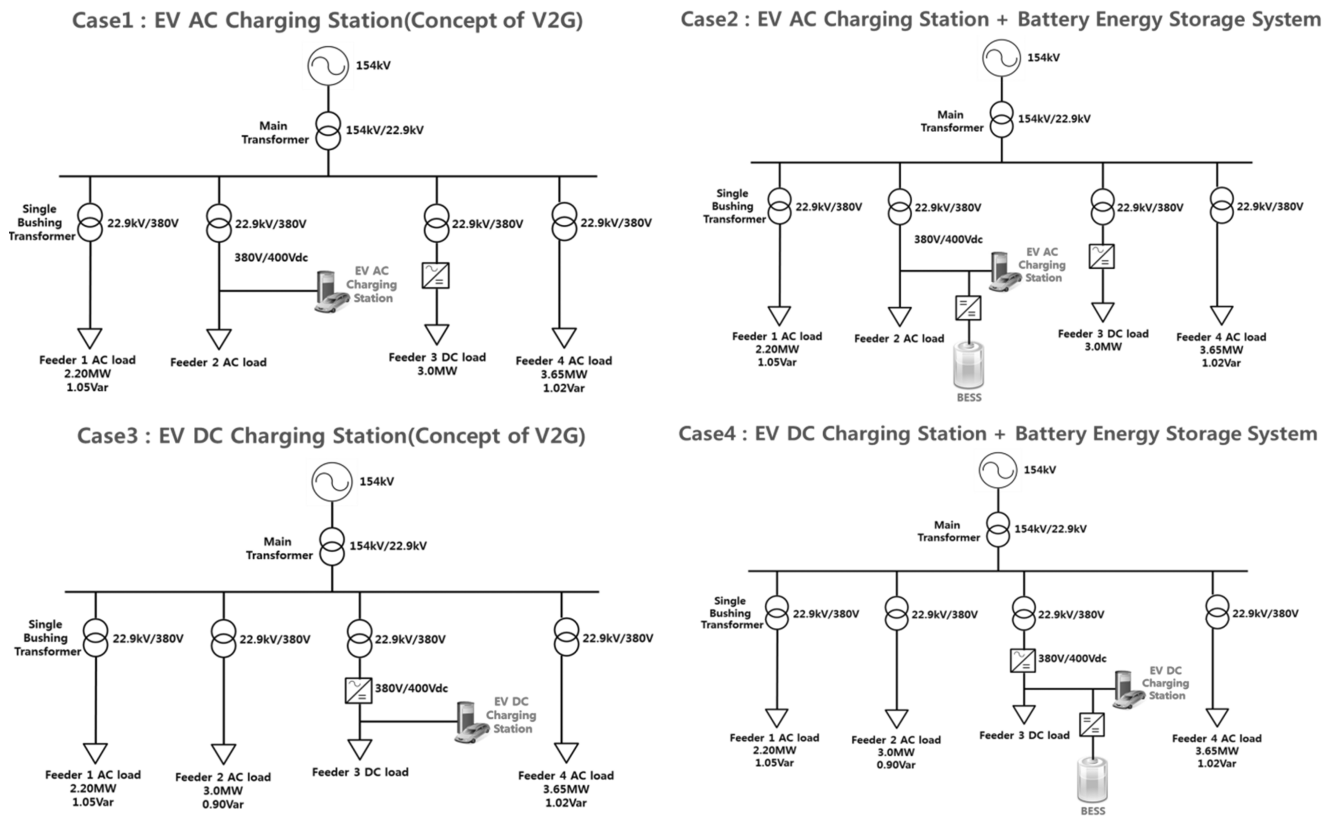 Case1 : EV AC Charging Station(Concept of V2G)
154kV
Main
Transformer
154kV/22.9kV
Single
Bushing
Transformer
22.9kV/380V
22.9kV/380V
22.9kV/380V
22.9kV/380V
380V/400Vdc
EV AC
Charging
Station
Feeder 1 AC load
2.20MW
1.05Var
Feeder 2 AC load
Feeder 3 DC load
3.0MW
Feeder 4 AC load
3.65MW
1.02Var
Case2 : EV AC Charging Station + Battery Energy Storage System
154kV
Main
Transformer
154kV/22.9kV
Single
Bushing
Transformer
22.9kV/380V
22.9kV/380V
22.9kV/380V
22.9kV/380V
380V/400Vdc
EV AC
Charging
Station
Feeder 1 AC load
2.20MW
1.05Var
Feeder 2 AC load
BESS
Feeder 3 DC load
3.0MW
Feeder 4 AC load
3.65MW
1.02Var
Case3 : EV DC Charging Station(Concept of V2G)
154kV
Main
Transformer
154kV/22.9kV
Single
Bushing
Transformer
22.9kV/380V
22.9kV/380V
22.9kV/380V
22.9kV/380V
380V/400Vdc
EV DC
Charging
Station
Feeder 1 AC load
2.20MW
1.05Var
Feeder 2 AC load
3.0MW
0.90Var
Feeder 3 DC load
Feeder 4 AC load
3.65MW
1.02Var
Case4 : EV DC Charging Station + Battery Energy Storage System
154kV
Main
Transformer
154kV/22.9kV
Single
Bushing
Transformer
22.9kV/380V
22.9kV/380V
22.9kV/380V
22.9kV/380V
380V/400Vdc
EV DC
Charging
Station
Feeder 1 AC load
2.20MW
1.05Var
Feeder 2 AC load
3.0MW
0.90Var
Feeder 3 DC load
BESS
Feeder 4 AC load
3.65MW
1.02Var